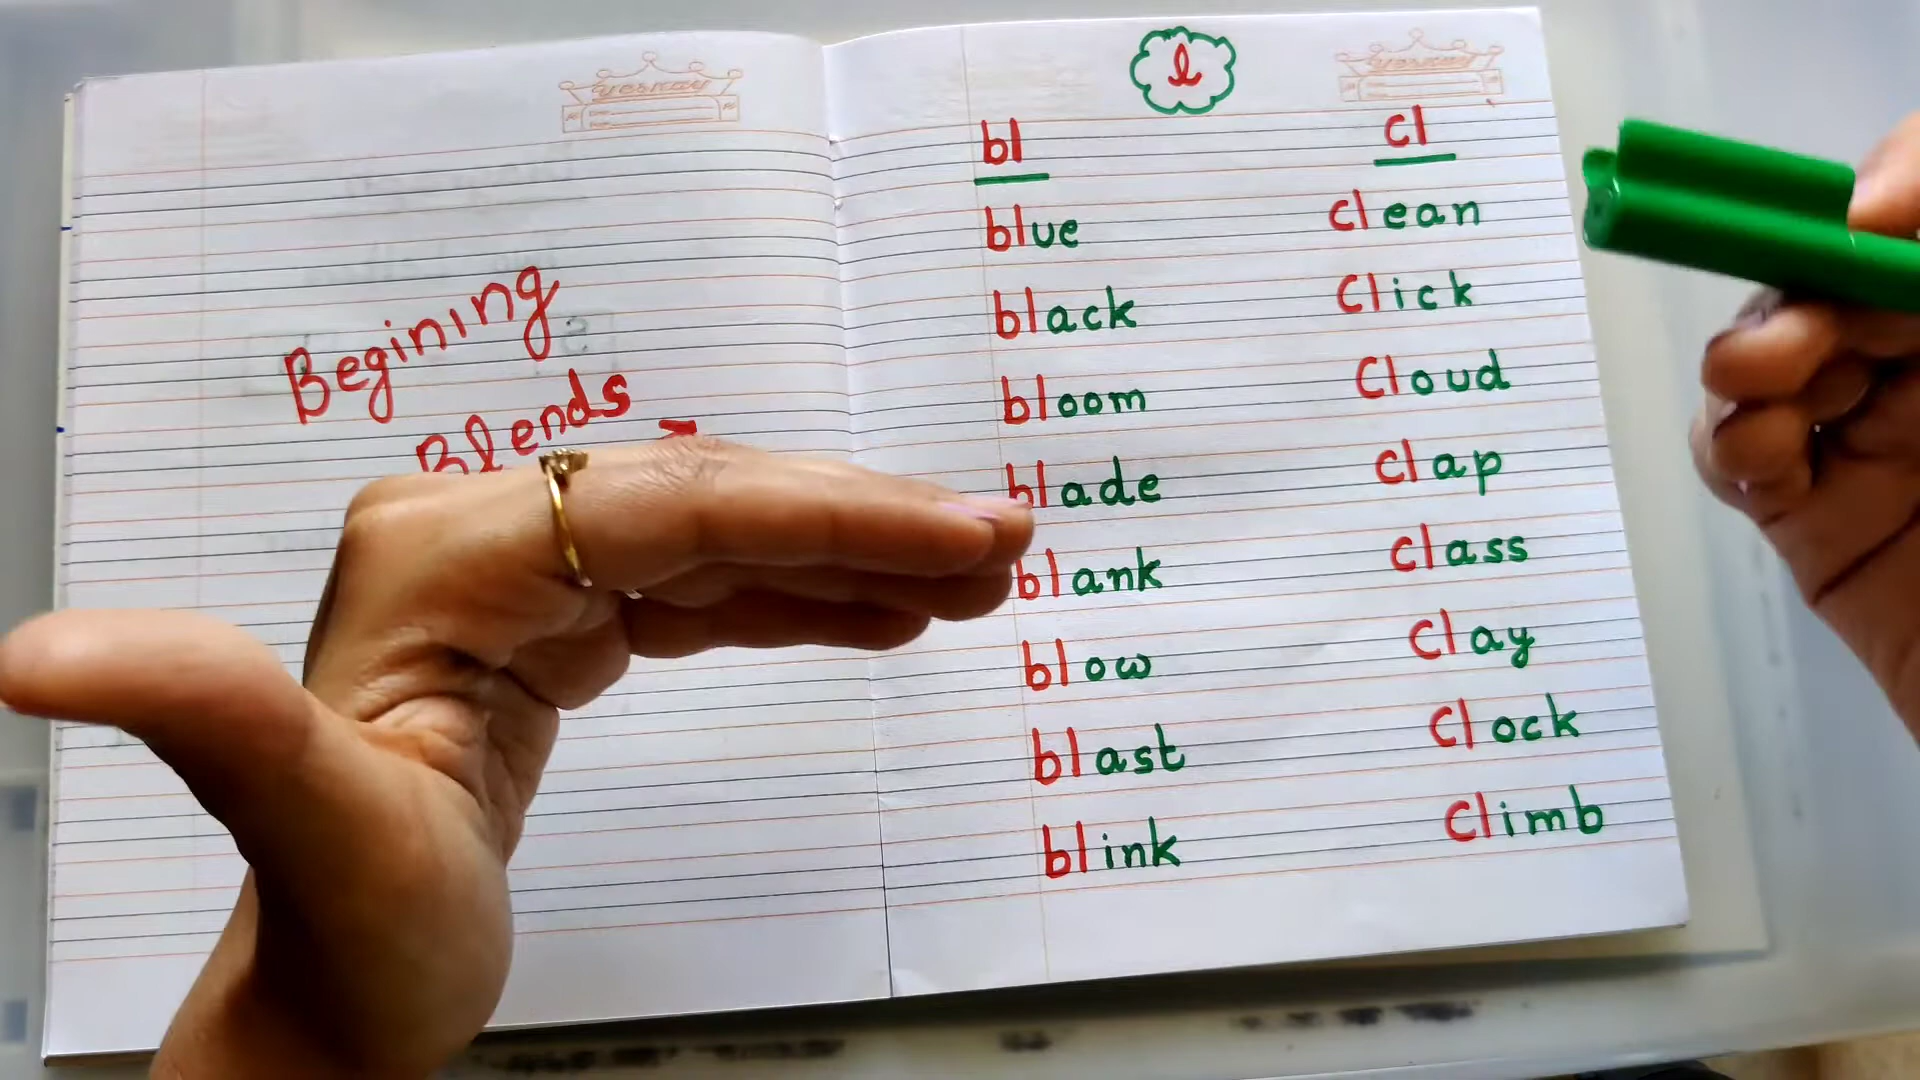 Begining
Blends
l
bl cl
blue clean
black click
bloom cloud
blade clap
blank class
blow clay
blast clock
blink climb